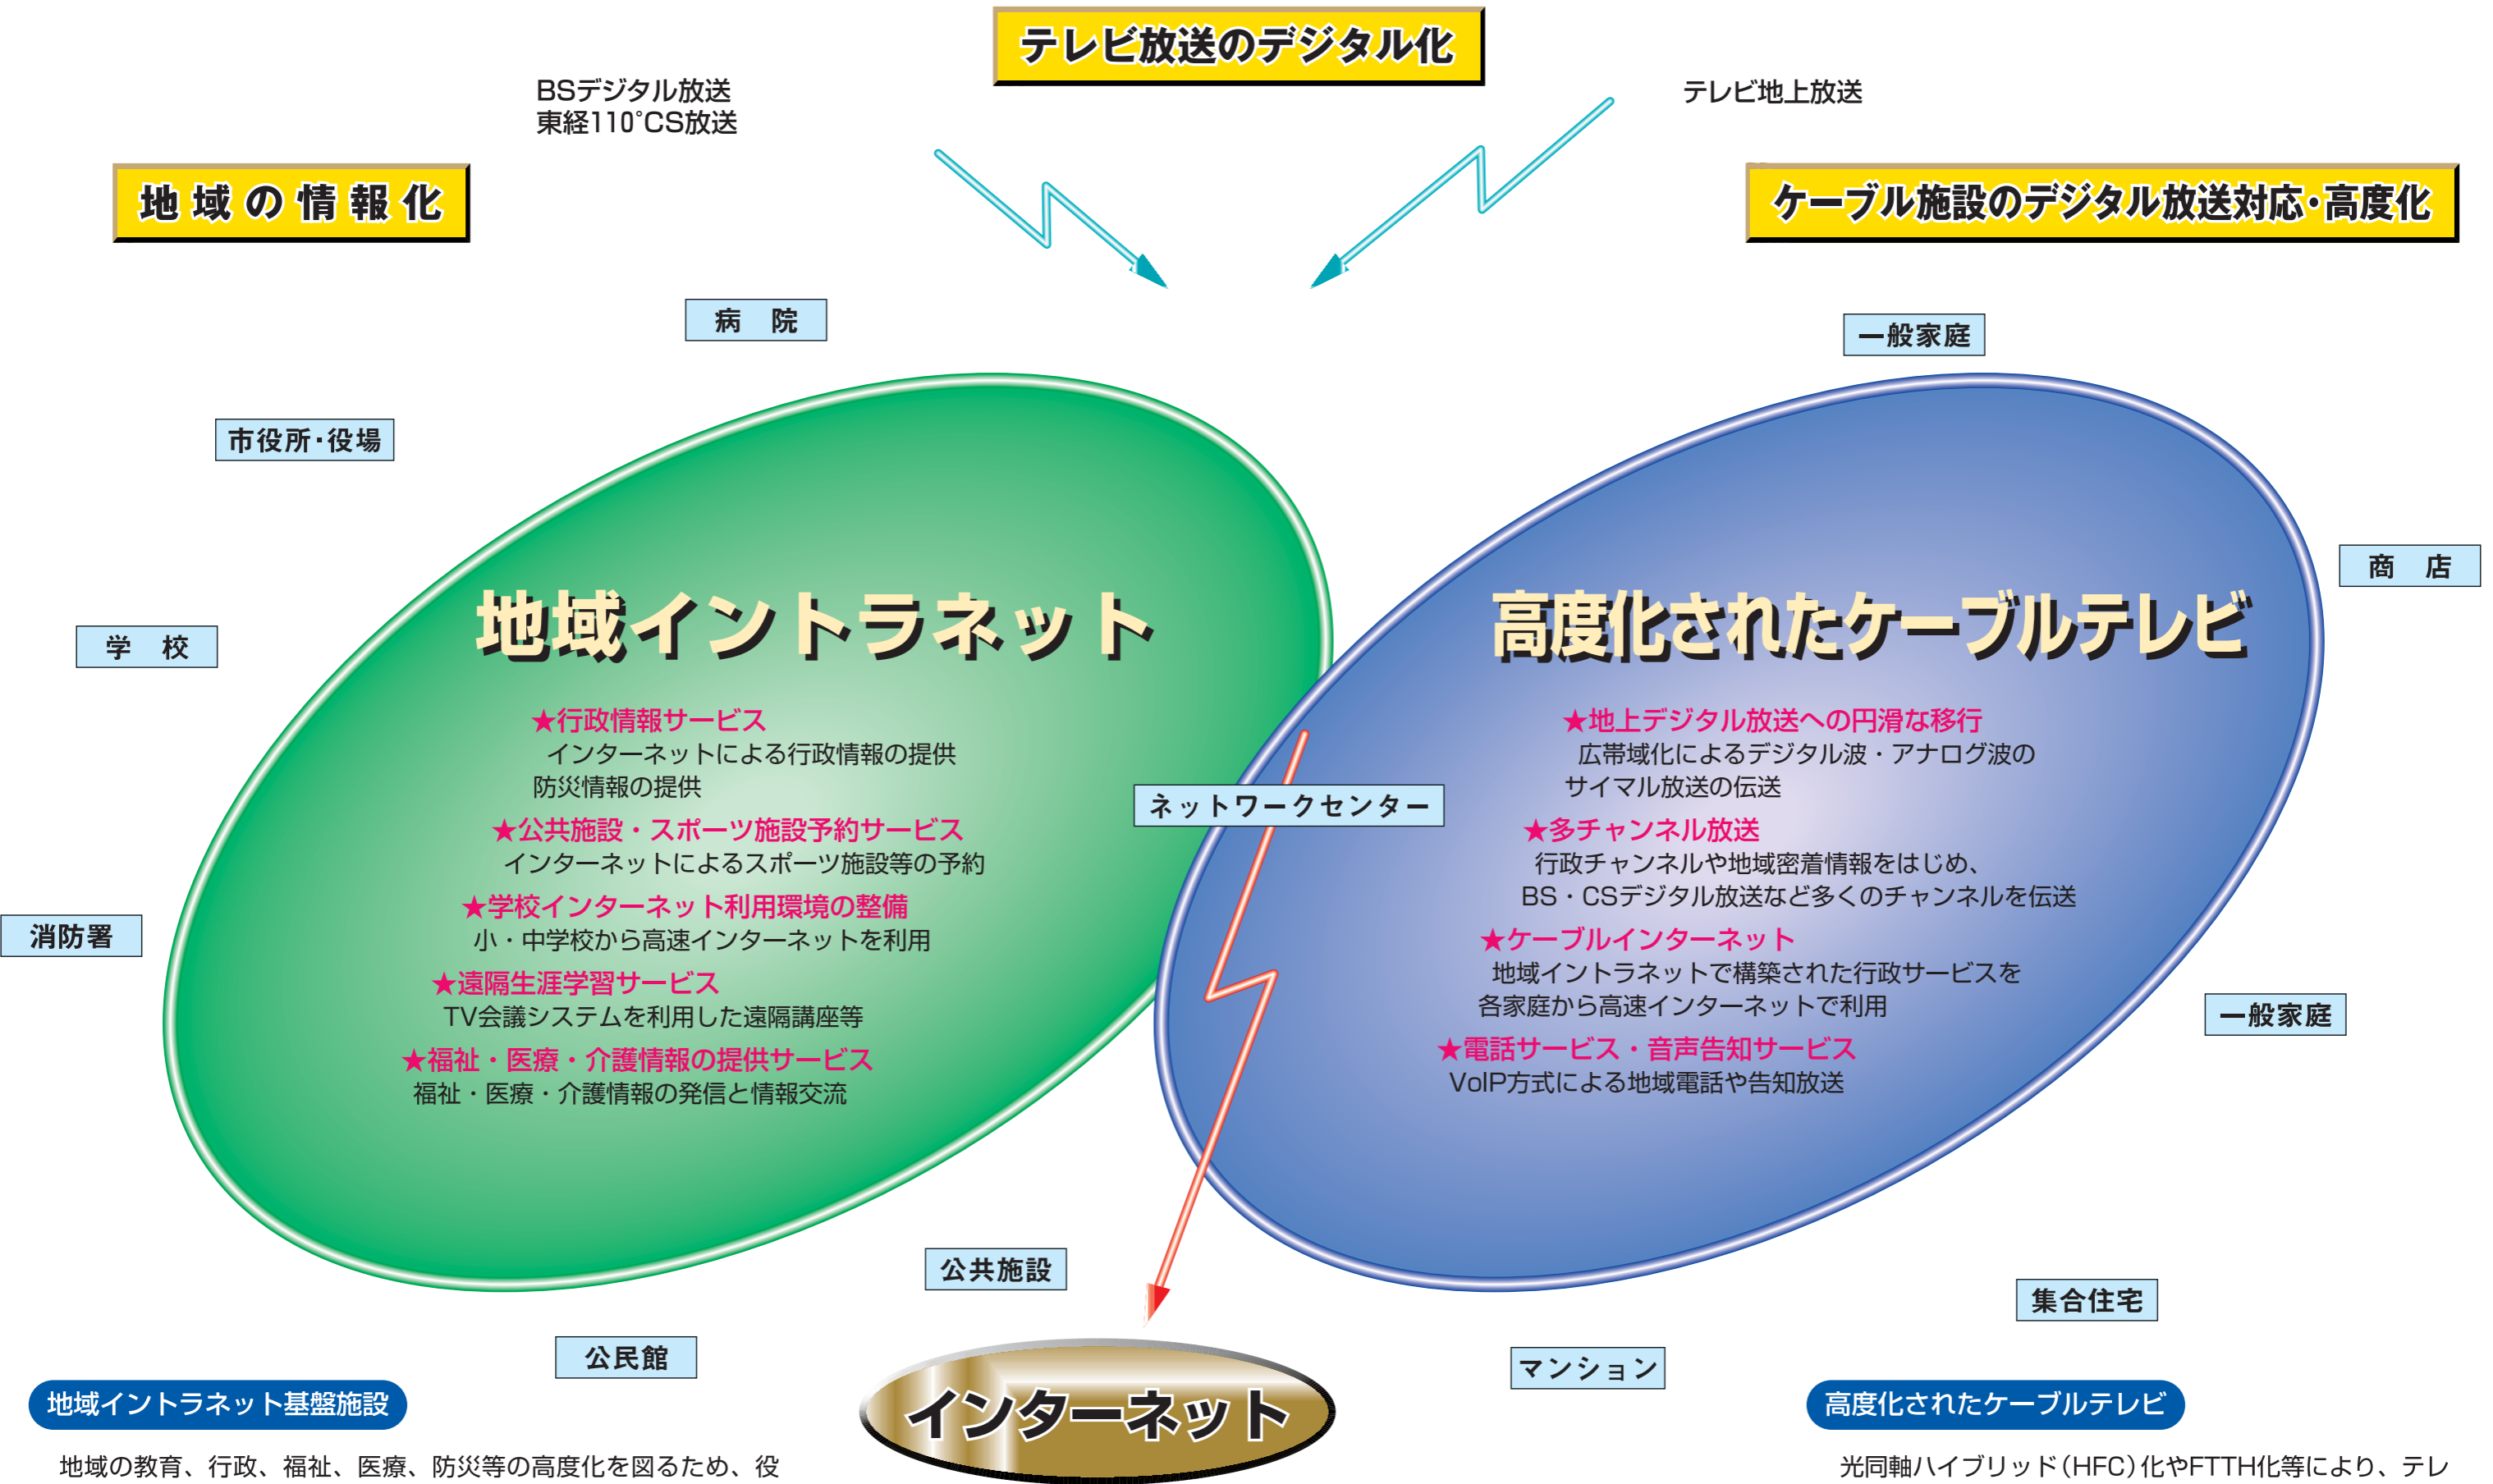 テレビ放送のデジタル化
BSデジタル放送
東経110°CS放送
テレビ地上放送
地域の情報化
ケーブル施設のデジタル放送対応・高度化
病 院
一般家庭
市役所・役場
商 店
学 校
地域イントラネット
★行政情報サービス
インターネットによる行政情報の提供
防災情報の提供
★公共施設・スポーツ施設予約サービス
インターネットによるスポーツ施設等の予約
★学校インターネット利用環境の整備
小・中学校から高速インターネットを利用
★遠隔生涯学習サービス
TV会議システムを利用した遠隔講座等
★福祉・医療・介護情報の提供サービス
福祉・医療・介護情報の発信と情報交流
ネットワークセンター
高度化されたケーブルテレビ
★地上デジタル放送への円滑な移行
広帯域化によるデジタル波・アナログ波の
サイマル放送の伝送
★多チャンネル放送
行政チャンネルや地域密着情報をはじめ、
BS・CSデジタル放送など多くのチャンネルを伝送
★ケーブルインターネット
地域イントラネットで構築された行政サービスを
各家庭から高速インターネットで利用
★電話サービス・音声告知サービス
VoIP方式による地域電話や告知放送
消防署
一般家庭
公共施設
集合住宅
公民館
マンション
インターネット
地域イントラネット基盤施設
地域の教育、行政、福祉、医療、防災等の高度化を図るため、役
高度化されたケーブルテレビ
光同軸ハイブリッド(HFC)化やFTTH化等により、テレ